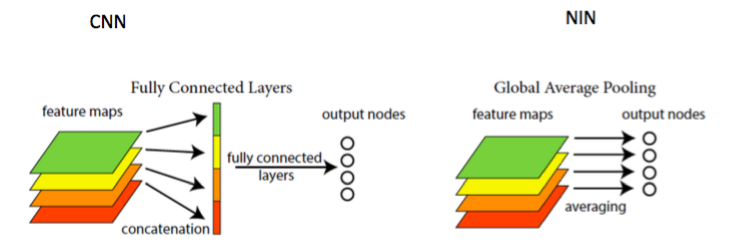 CNN
Fully Connected Layers
feature maps
output nodes
fully connected
layers
concatenation
NIN
Global Average Pooling
feature maps
output nodes
averaging